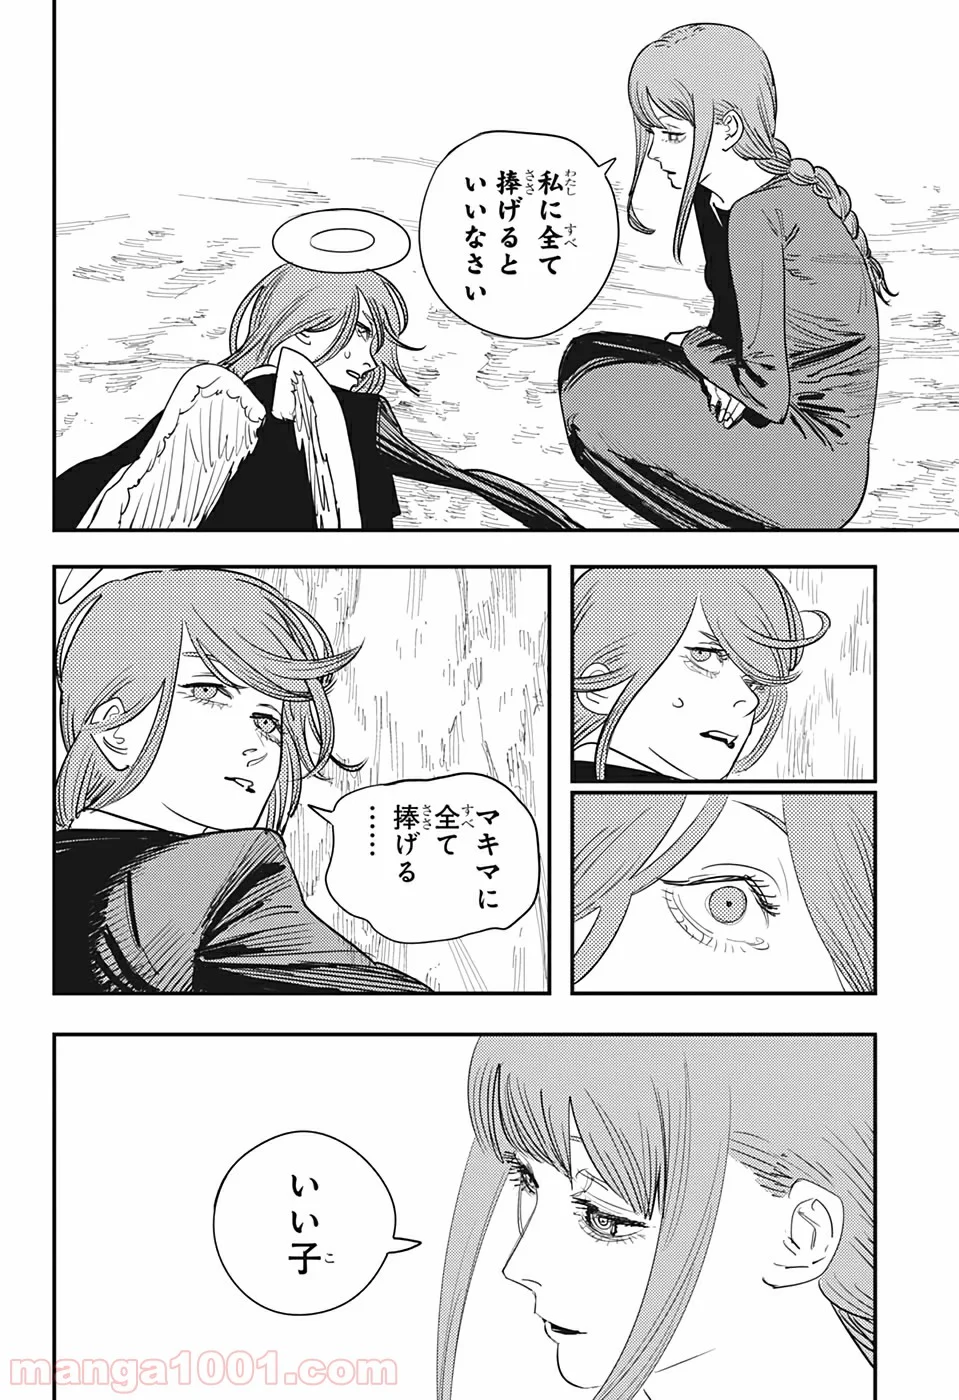 私に全て
捧げると
いいなさい
マキマに
全て
捧げる
……
いい子
manga1001.com